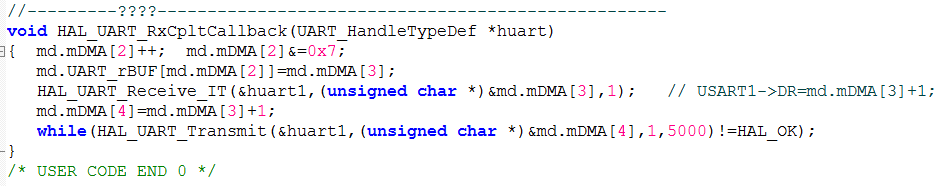 //---------????---------------------------------------------------
void HAL_UART_RxCpltCallback(UART_HandleTypeDef *huart)
{  md.mDMA[2]++;  md.mDMA[2]&=0x7;
   md.UART_rBUF[md.mDMA[2]]=md.mDMA[3];
   HAL_UART_Receive_IT(&huart1,(unsigned char *)&md.mDMA[3],1);   // USART1->DR=md.mDMA[3]+1;
   md.mDMA[4]=md.mDMA[3]+1;
   while(HAL_UART_Transmit(&huart1,(unsigned char *)&md.mDMA[4],1,5000)!=HAL_OK);
}
/* USER CODE END 0 */